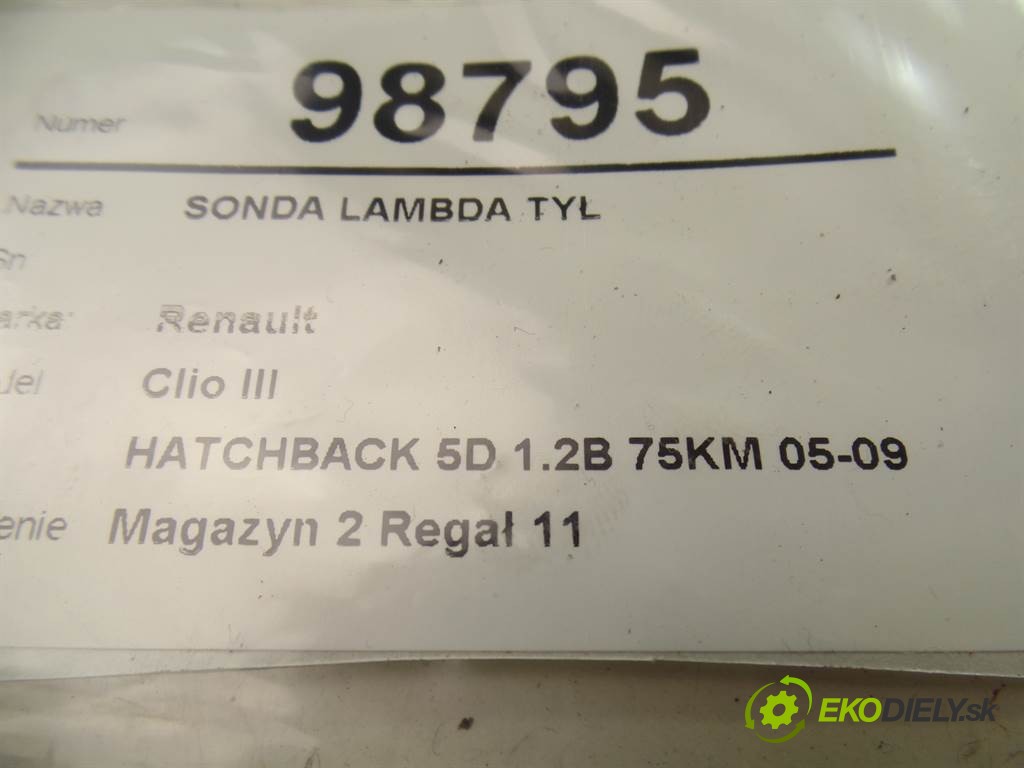 Numer 98795
Nazwa SONDA LAMBDA TYŁ
Sn
arka: Renault
del Clio III
HATCHBACK 5D 1.2B 75KM 05-09
enie Magazyn 2 Regał 11
EKODIELY.sk